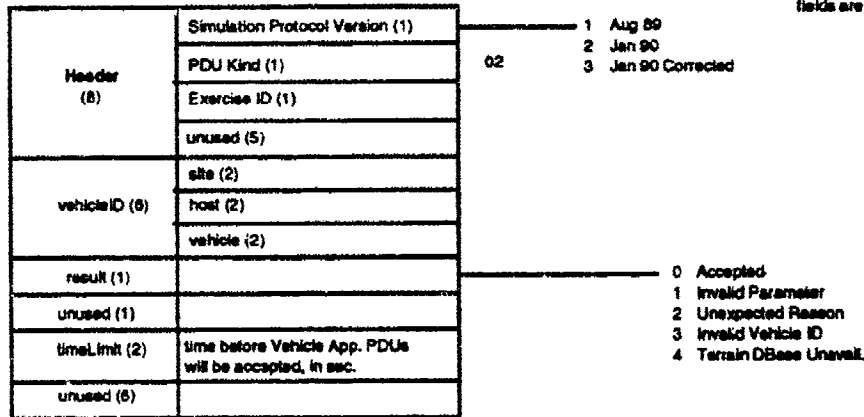 fields are
Simulation Protocol Version (1)
1 Aug 89
2 Jan 90
3 Jan 90 Corrected
PDU Kind (1)
02
Header
(8)
Exercise ID (1)
unused (5)
site (2)
vehicleID (6)
host (2)
vehicle (2)
result (1)
0 Accepted
1 Invalid Parameter
2 Unexpected Reason
3 Invalid Vehicle ID
4 Terrain DBase Unavail.
unused (1)
timeLimit (2)
time before Vehicle App. PDUs
will be accepted, in sec.
unused (6)